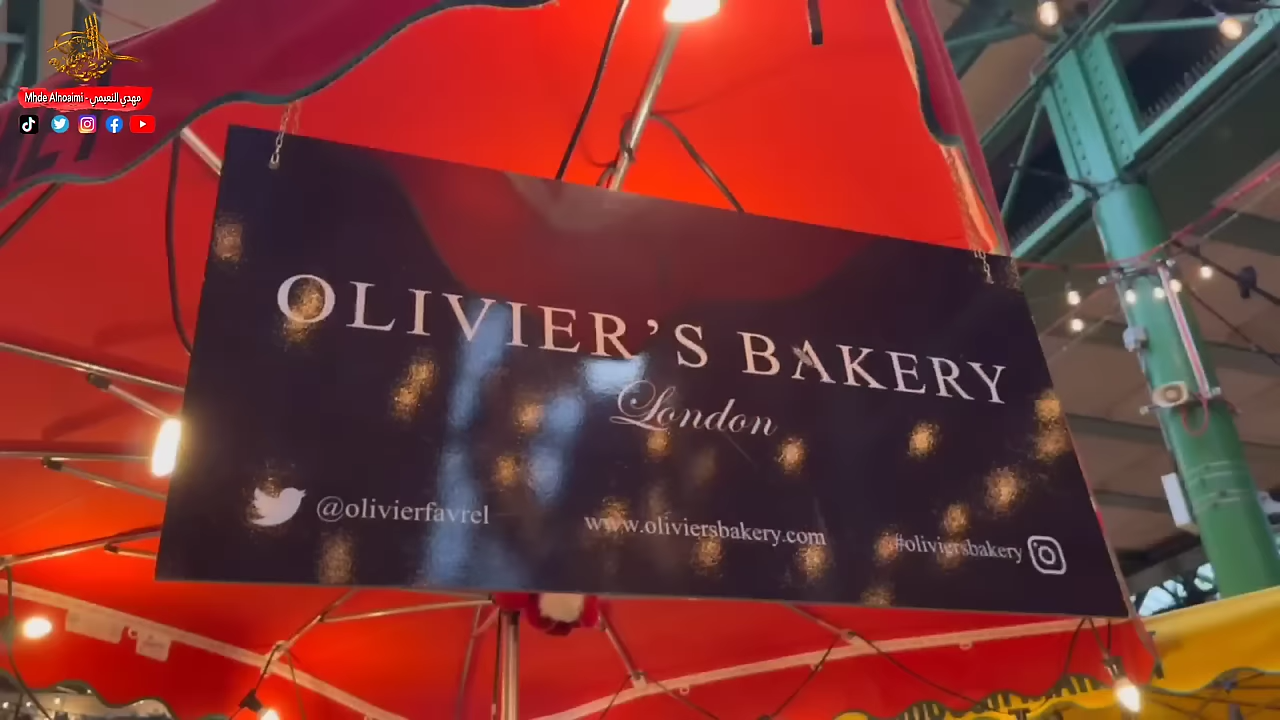 Mhde Alnoaimi - مهدي النعيمي
OLIVIER'S BAKERY
London
@olivierfavrel
www.oliviersbakery.com
#oliviersbakery